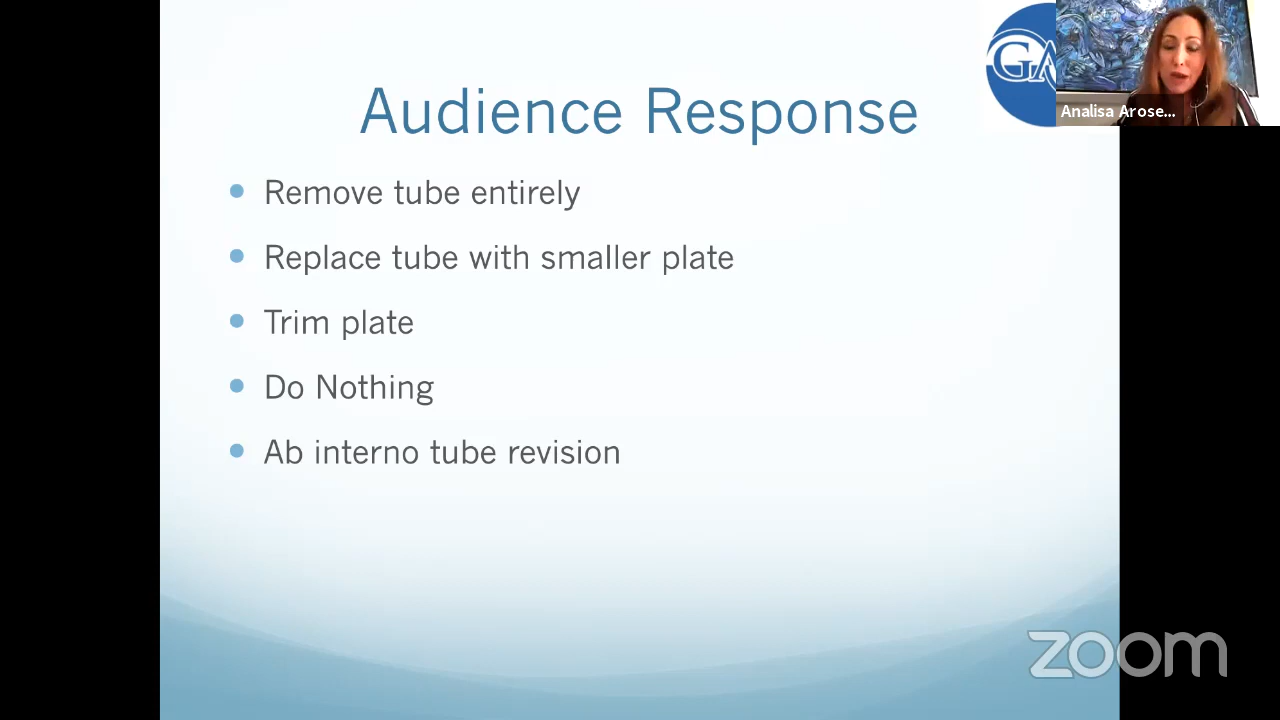 Audience Response
GA
Analisa Arose...
Remove tube entirely
Replace tube with smaller plate
Trim plate
Do Nothing
Ab interno tube revision
zoom